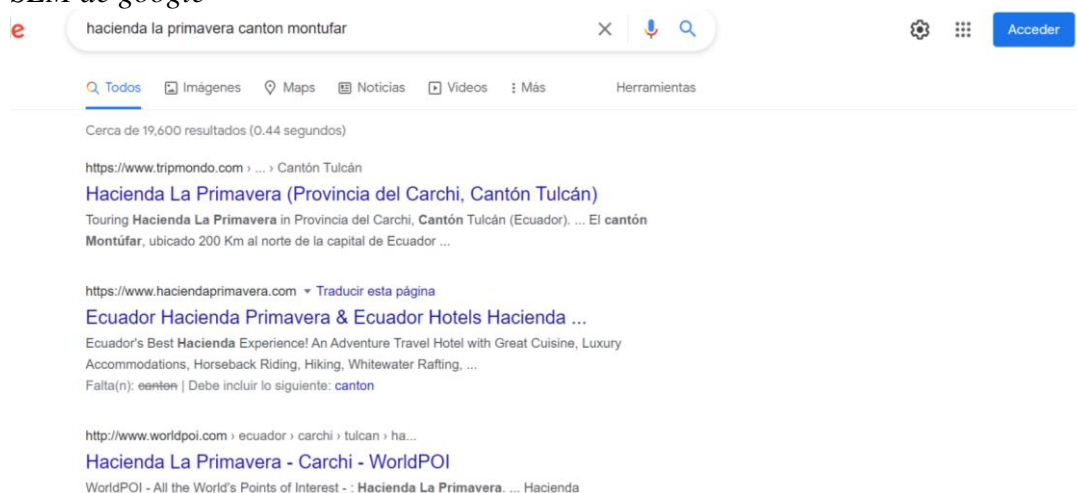 SEM de google
e
hacienda la primavera canton montufar
Acceder
Todos Imágenes Maps Noticias Videos Más Herramientas
Cerca de 19,600 resultados (0.44 segundos)
https://www.tripmondo.com › ... › Cantón Tulcán
Hacienda La Primavera (Provincia del Carchi, Cantón Tulcán)
Touring Hacienda La Primavera in Provincia del Carchi, Cantón Tulcán (Ecuador). ... El cantón
Montúfar, ubicado 200 Km al norte de la capital de Ecuador ...
https://www.haciendaprimavera.com Traducir esta página
Ecuador Hacienda Primavera & Ecuador Hotels Hacienda ...
Ecuador's Best Hacienda Experience! An Adventure Travel Hotel with Great Cuisine, Luxury
Accommodations, Horseback Riding, Hiking, Whitewater Rafting, ...
Falta(n): canton | Debe incluir lo siguiente: canton
http://www.worldpoi.com › ecuador › carchi › tulcan › ha...
Hacienda La Primavera - Carchi - WorldPOI
WorldPOI - All the World's Points of Interest - : Hacienda La Primavera. ... Hacienda